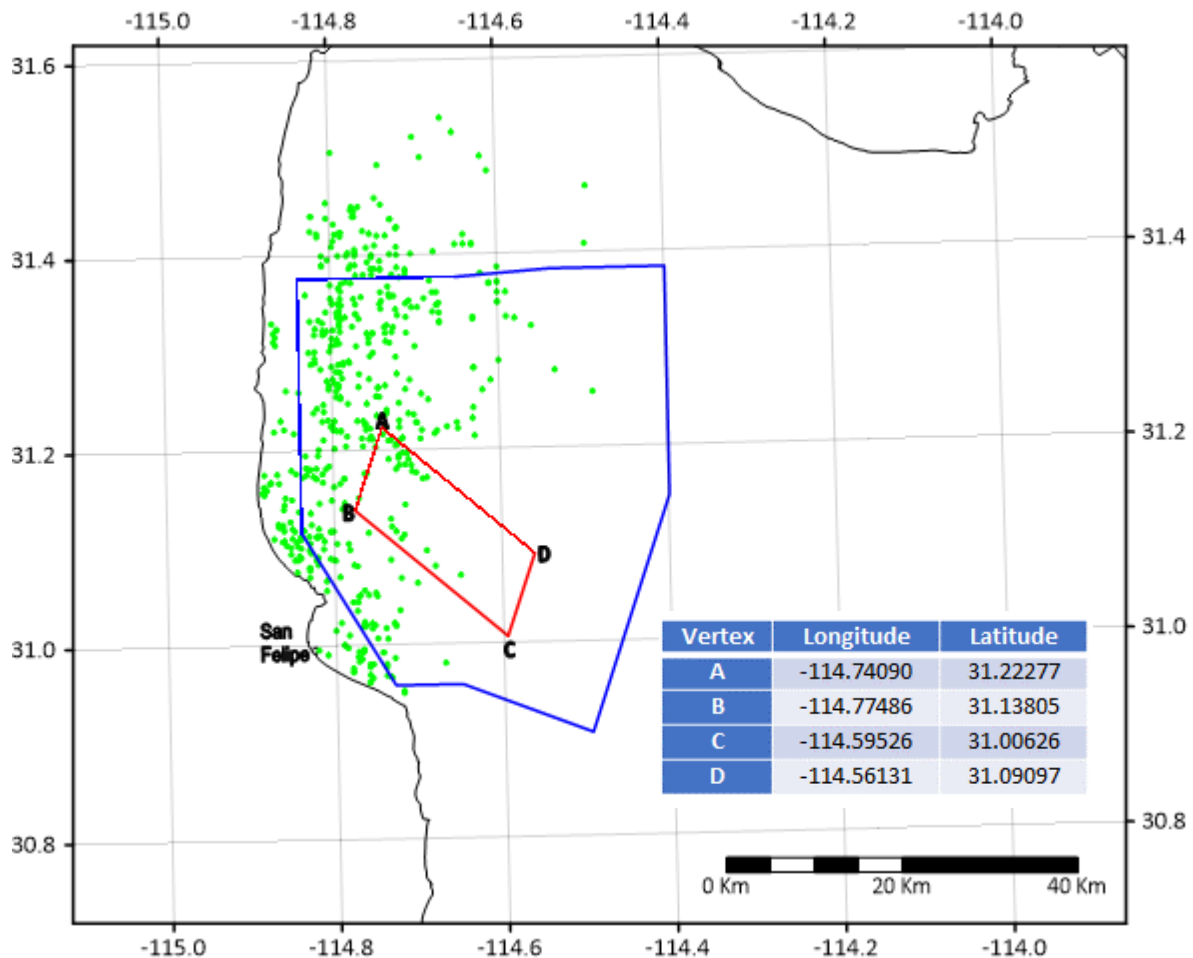 -115.0 -114.8 -114.6 -114.4 -114.2 -114.0
31.6
31.4 31.4
A
31.2 31.2
B
D
San
Felipe
C
31.0 31.0
Vertex Longitude Latitude
A -114.74090 31.22277
B -114.77486 31.13805
C -114.59526 31.00626
D -114.56131 31.09097
30.8 30.8
0 Km 20 Km 40 Km
-115.0 -114.8 -114.6 -114.4 -114.2 -114.0